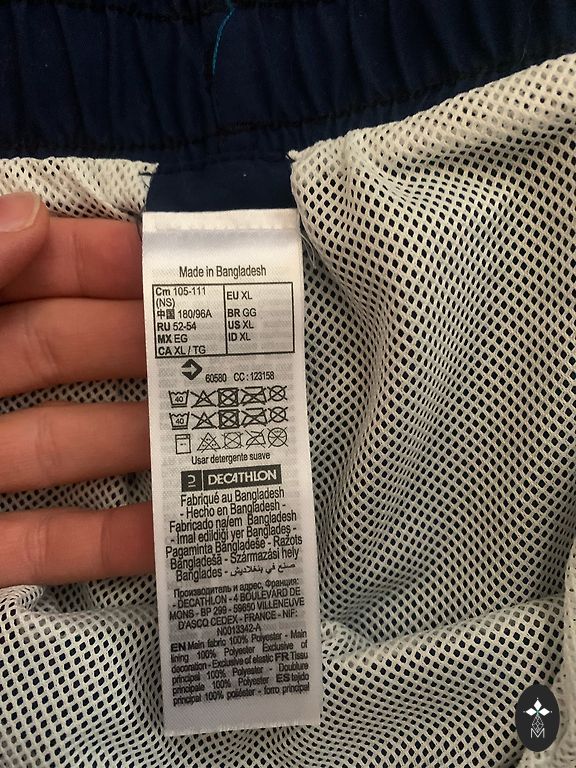 Made in Bangladesh
Cm 105-111
(NS)
中国 180/96A
RU 52-54
MX EG
CA XL / TG
EU XL
BR GG
US XL
ID XL
60580 CC : 123158
40
40
Usar detergente suave
DECATHLON
Fabriqué au Bangladesh
- Hecho en Bangladesh -
Fabricado na/em Bangladesh
- Imal edildiği yer Bangladeş -
Pagaminta Bangladeše - Ražots
Bangladešā - Származási hely
Banglades - صنع في بنغلاديش
Производитель и адрес, Франция:
- DECATHLON - 4 BOULEVARD DE
MONS - BP 299 - 59650 VILLENEUVE
D'ASCQ CEDEX - FRANCE - NIF:
N0013342-A
EN Main fabric 100% Polyester - Main
lining 100% Polyester Exclusive of
decoration - Exclusive of elastic FR Tissu
principal 100% Polyester - Doublure
principale 100% Polyester ES tejido
principal 100% poliéster - forro principal
M